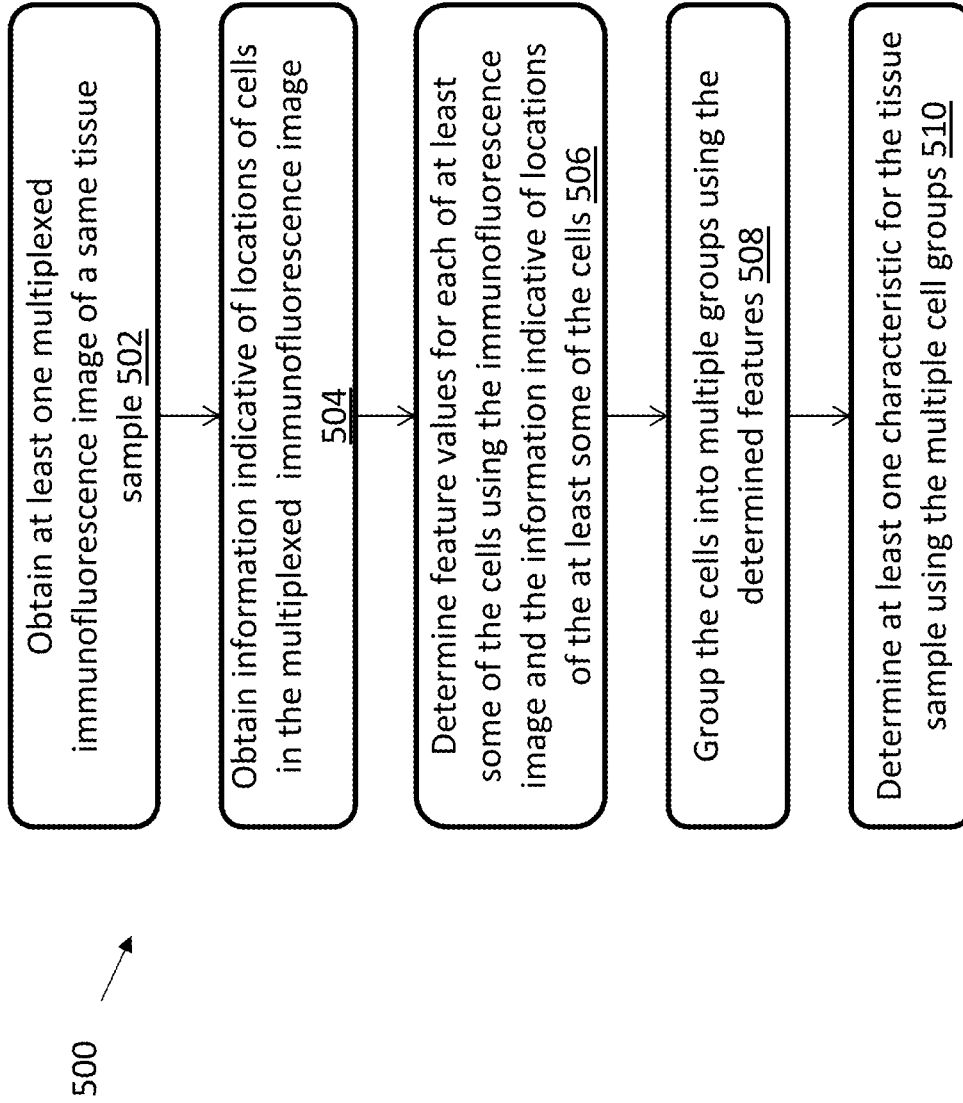 500
Obtain at least one multiplexed
immunofluorescence image of a same tissue
sample 502
Obtain information indicative of locations of cells
in the multiplexed immunofluorescence image
504
Determine feature values for each of at least
some of the cells using the immunofluorescence
image and the information indicative of locations
of the at least some of the cells 506
Group the cells into multiple groups using the
determined features 508
Determine at least one characteristic for the tissue
sample using the multiple cell groups 510